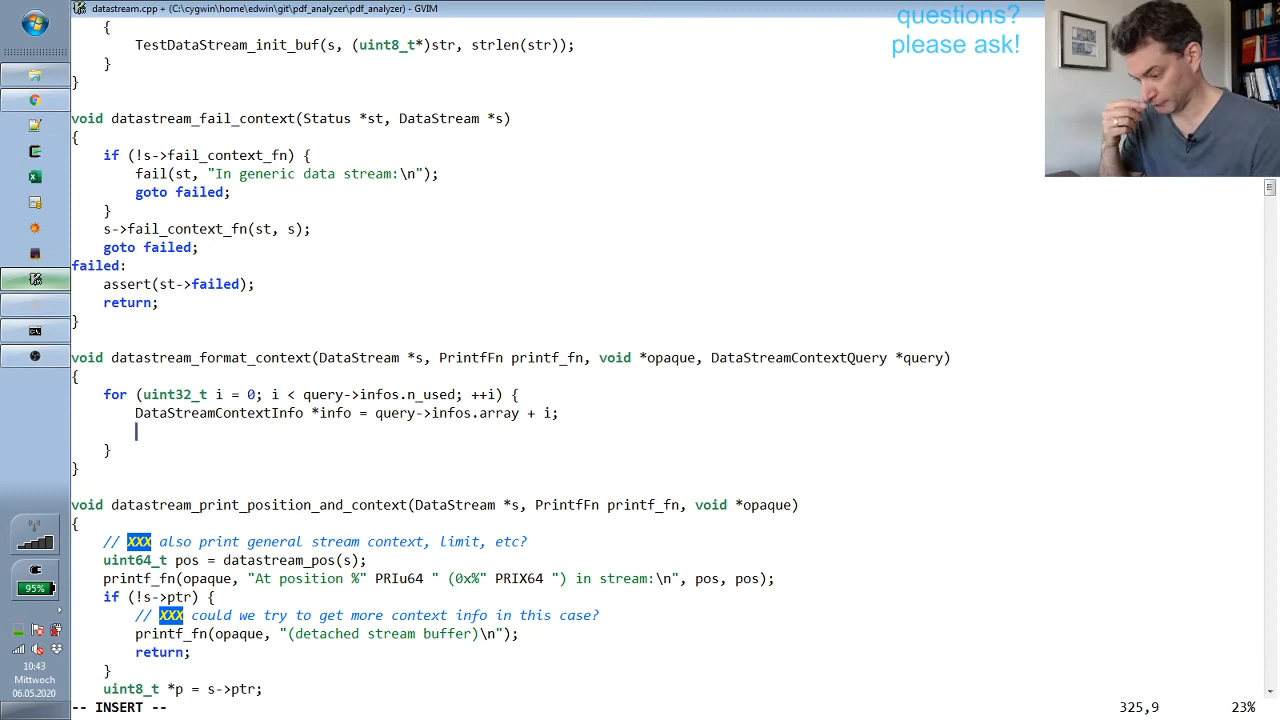 datastream.cpp + (C:\cygwin\home\edwin\git\pdf_analyzer\pdf_analyzer) - GVIM
questions?
please ask!
    {
        TestDataStream_init_buf(s, (uint8_t*)str, strlen(str));
    }
}
void datastream_fail_context(Status *st, DataStream *s)
{
    if (!s->fail_context_fn) {
        fail(st, "In generic data stream:\n");
        goto failed;
    }
    s->fail_context_fn(st, s);
    goto failed;
failed:
    assert(st->failed);
    return;
}
void datastream_format_context(DataStream *s, PrintfFn printf_fn, void *opaque, DataStreamContextQuery *query)
{
    for (uint32_t i = 0; i < query->infos.n_used; ++i) {
        DataStreamContextInfo *info = query->infos.array + i;
    }
}
void datastream_print_position_and_context(DataStream *s, PrintfFn printf_fn, void *opaque)
{
    // XXX also print general stream context, limit, etc?
    uint64_t pos = datastream_pos(s);
    printf_fn(opaque, "At position %" PRIu64 " (0x%" PRIX64 ") in stream:\n", pos, pos);
    if (!s->ptr) {
        // XXX could we try to get more context info in this case?
        printf_fn(opaque, "(detached stream buffer)\n");
        return;
    }
    uint8_t *p = s->ptr;
-- INSERT --
325,9
23%
95%
10:43
Mittwoch
06.05.2020